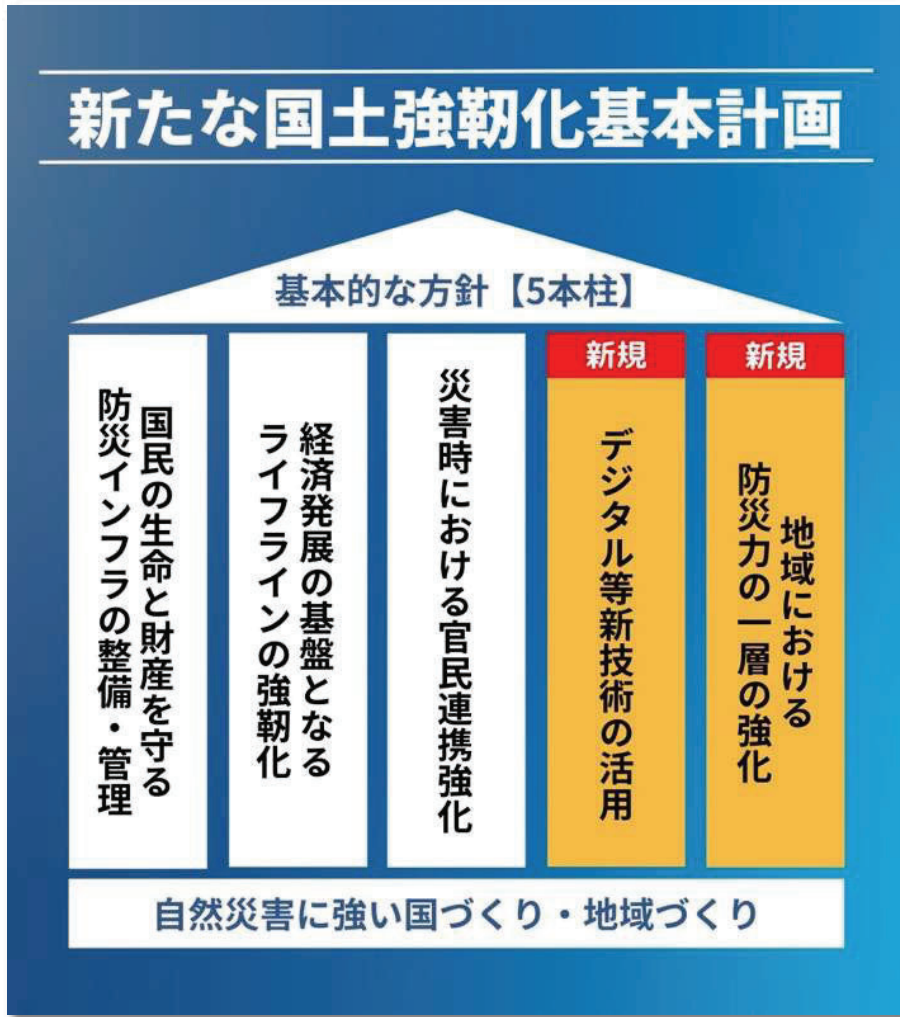 新たな国土強靭化基本計画
基本的な方針【5本柱】
国民の生命と財産を守る
防災インフラの整備・管理
経済発展の基盤となる
ライフラインの強靭化
災害時における官民連携強化
新規
デジタル等新技術の活用
新規
地域における
防災力の一層の強化
自然災害に強い国づくり・地域づくり